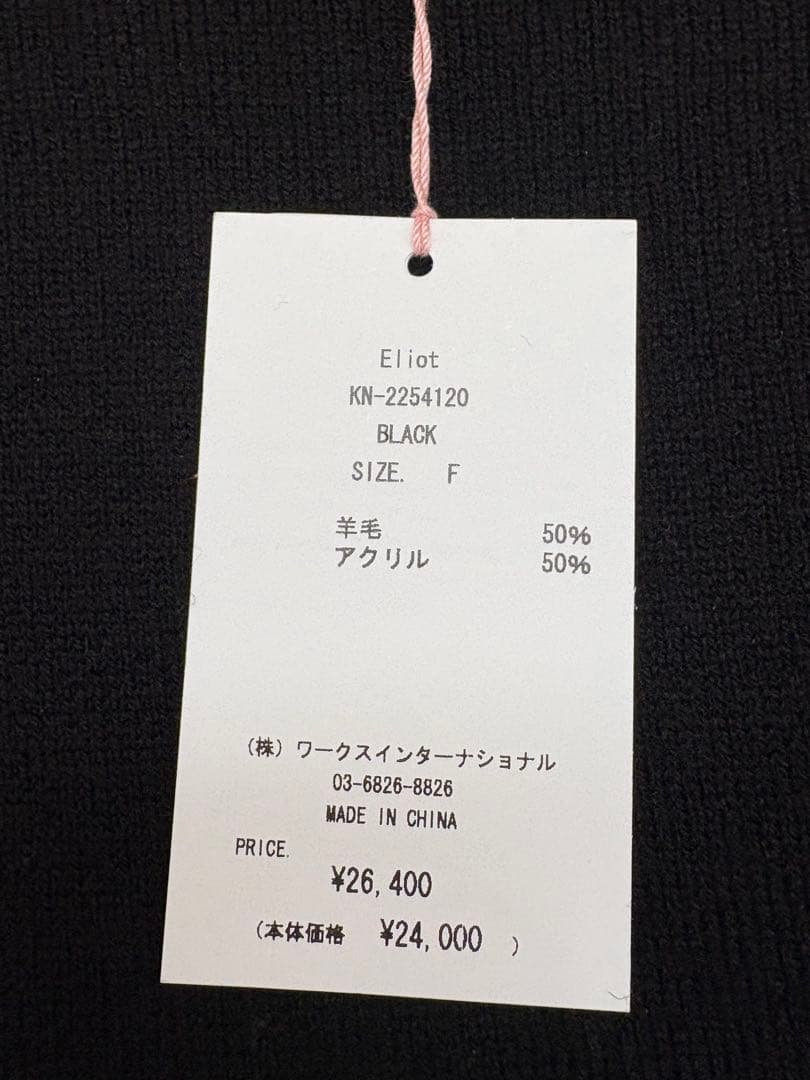 Eliot
KN-2254120
BLACK
SIZE. F
羊毛 50%
アクリル 50%
(株)ワークスインターナショナル
03-6826-8826
MADE IN CHINA
PRICE.
¥26,400
(本体価格 ¥24,000 )